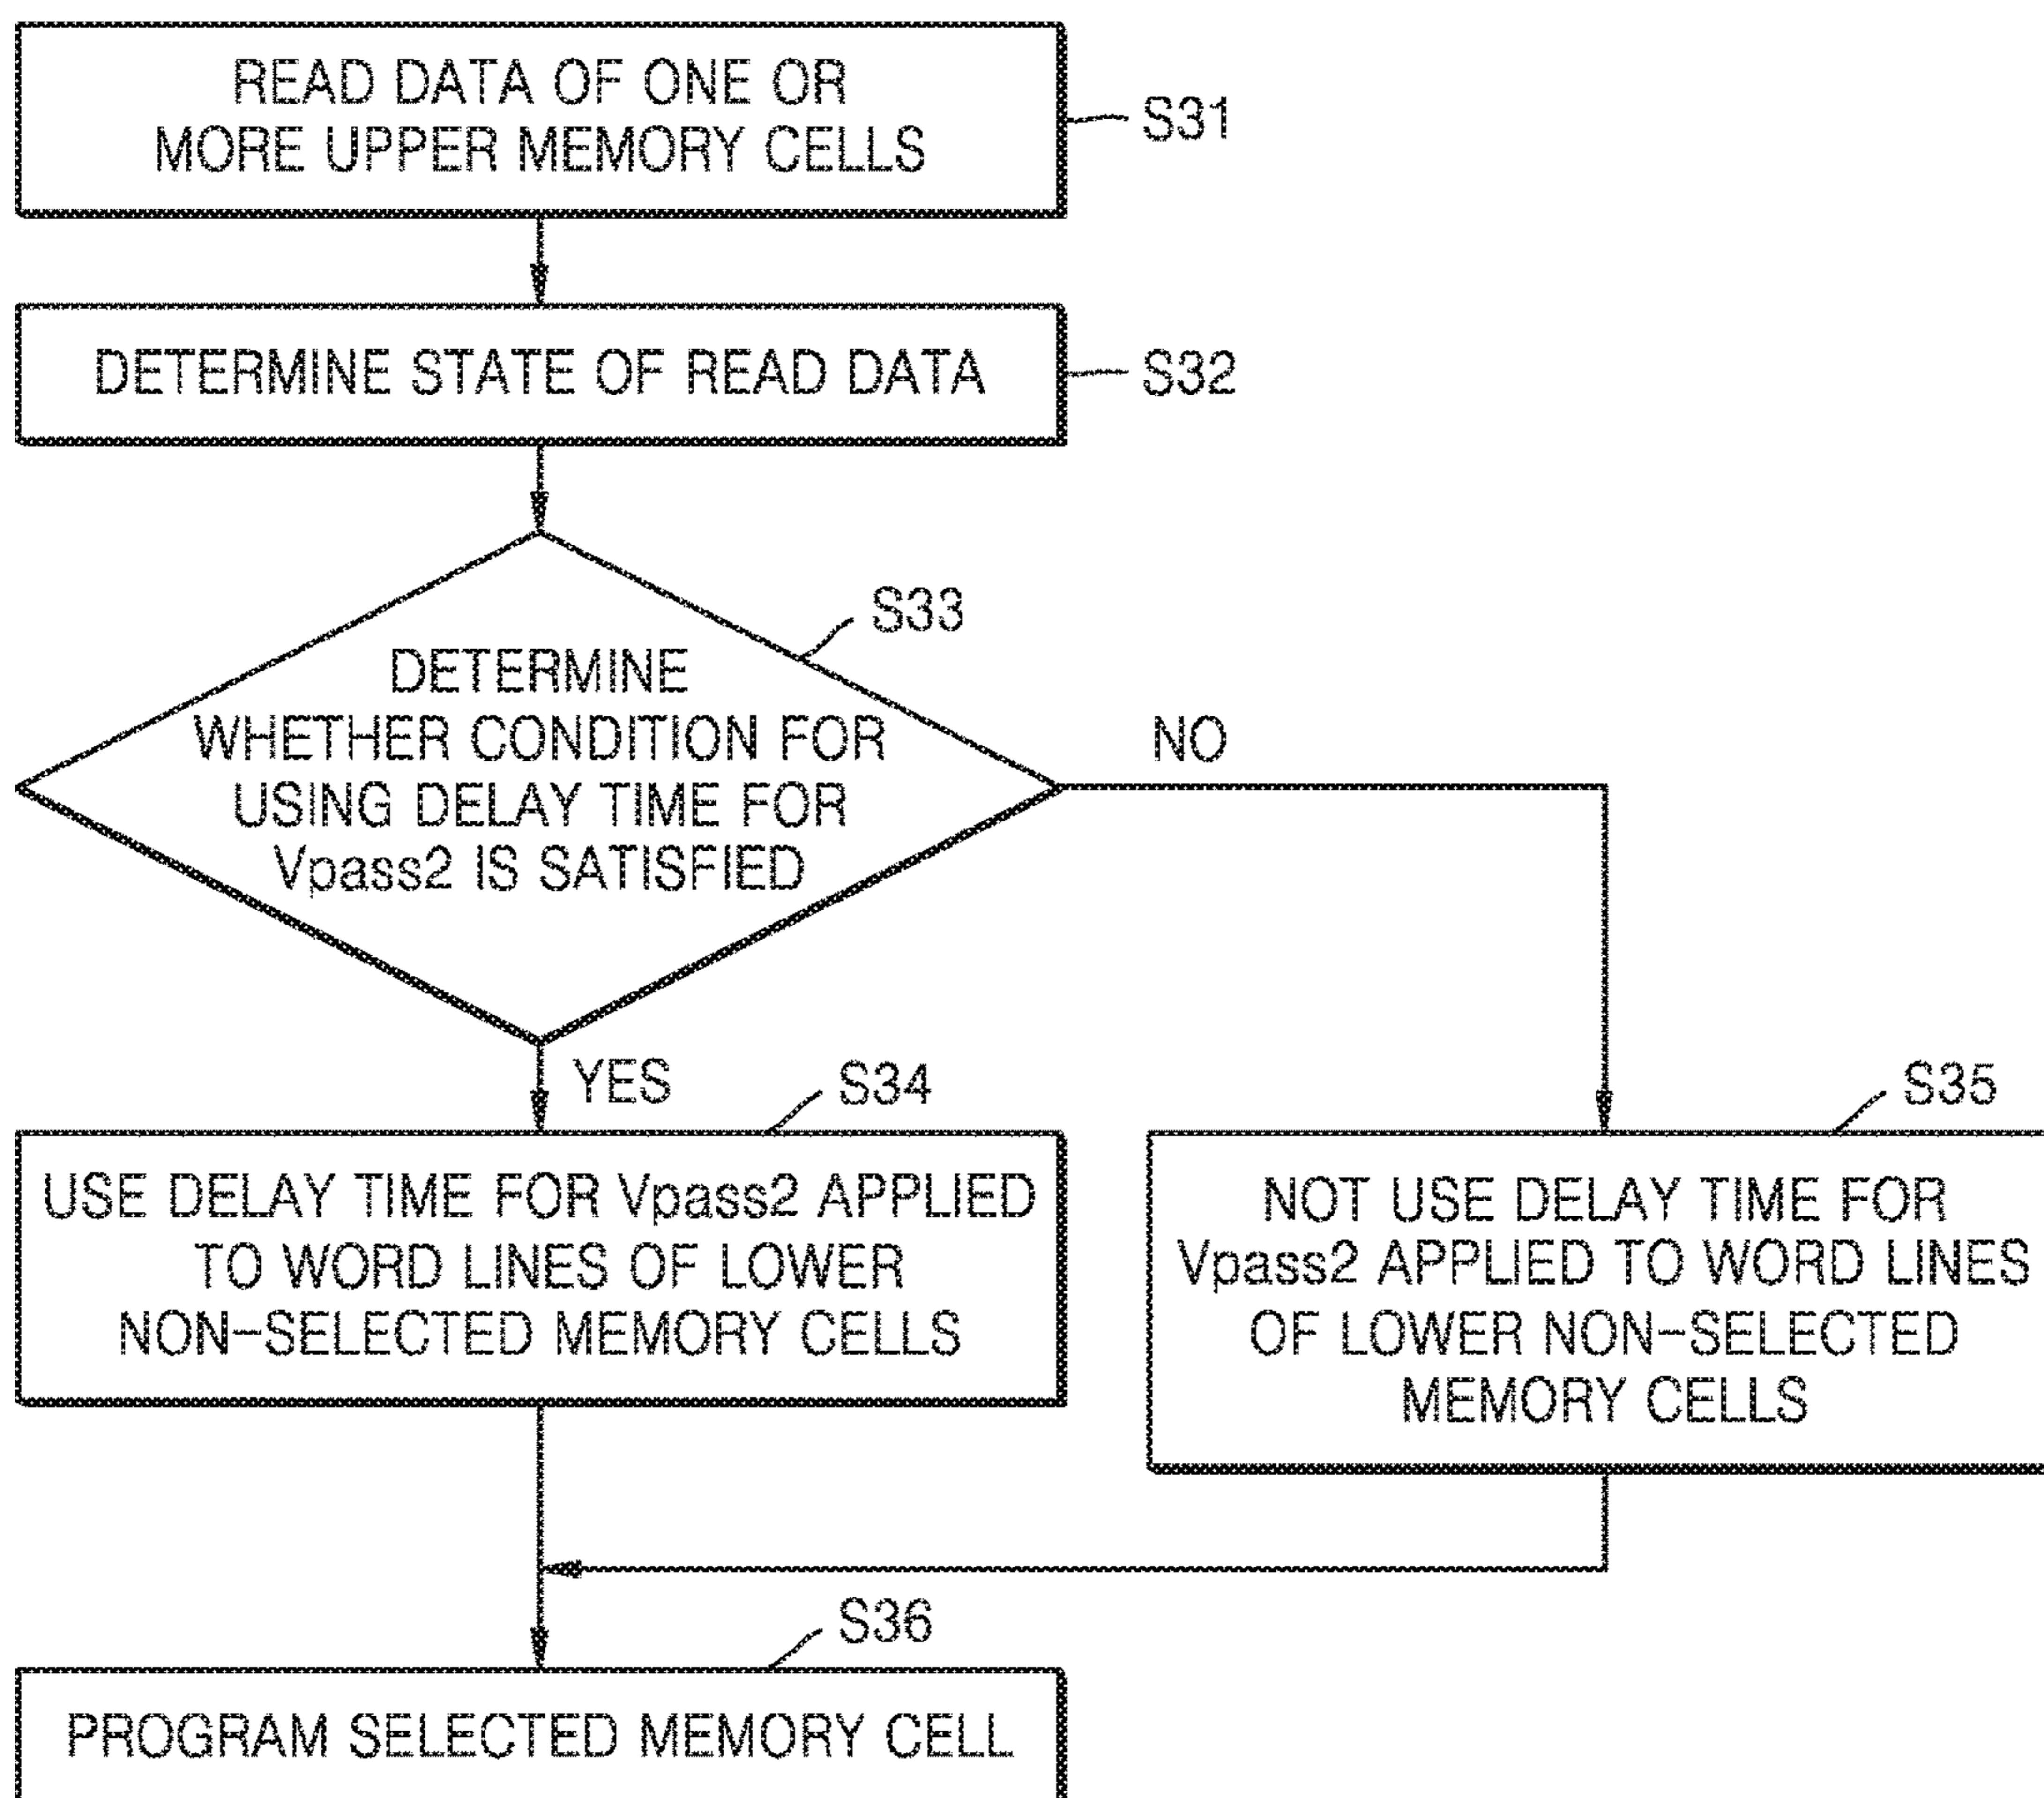 READ DATA OF ONE OR
MORE UPPER MEMORY CELLS
S31
DETERMINE STATE OF READ DATA
S32
S33
DETERMINE
WHETHER CONDITION FOR
USING DELAY TIME FOR
Vpass2 IS SATISFIED
NO
YES
S34
USE DELAY TIME FOR Vpass2 APPLIED
TO WORD LINES OF LOWER
NON-SELECTED MEMORY CELLS
S35
NOT USE DELAY TIME FOR
Vpass2 APPLIED TO WORD LINES
OF LOWER NON-SELECTED
MEMORY CELLS
S36
PROGRAM SELECTED MEMORY CELL